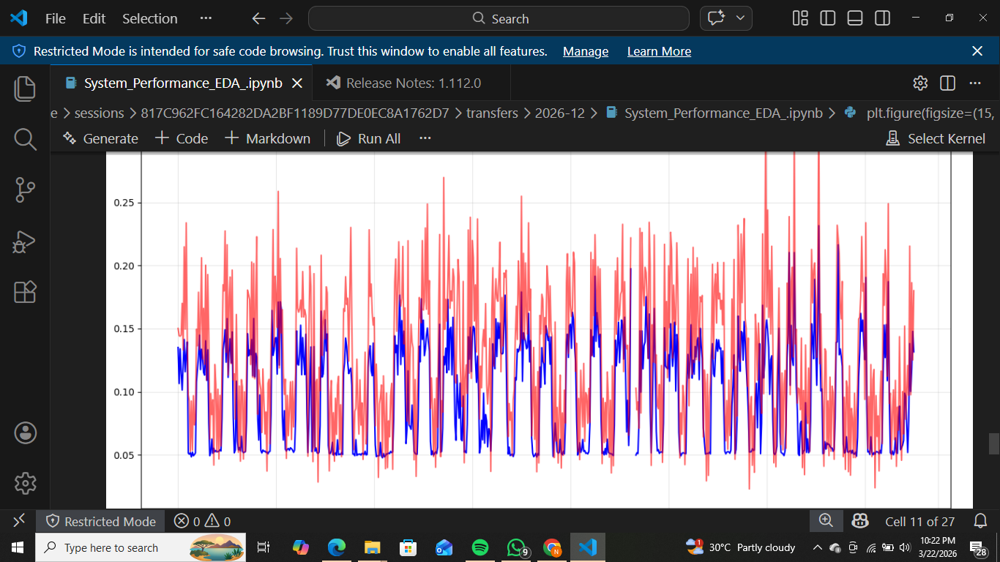 File Edit Selection ··· Search
Restricted Mode is intended for safe code browsing. Trust this window to enable all features. Manage Learn More
System_Performance_EDA_.ipynb Release Notes: 1.112.0
e > sessions > 817C962FC164282DA2BF1189D77DE0EC8A1762D7 > transfers > 2026-12 > System_Performance_EDA_.ipynb > plt.figure(figsize=(15,
Generate + Code + Markdown Run All ··· Select Kernel
0.25
0.20
0.15
0.10
0.05
Restricted Mode 0 0 Cell 11 of 27
Type here to search 9 N 1 30°C Partly cloudy 10:22 PM
3/22/2026
28